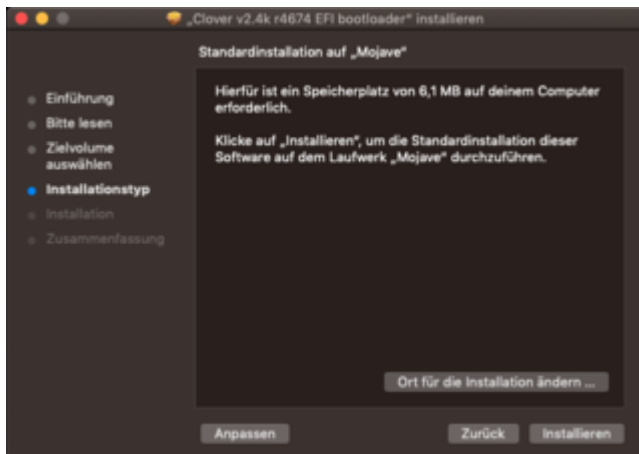 „Clover v2.4k r4674 EFI bootloader“ installieren
Standardinstallation auf „Mojave“
Einführung
Bitte lesen
Zielvolume
auswählen
Installationstyp
Installation
Zusammenfassung
Hierfür ist ein Speicherplatz von 6,1 MB auf deinem Computer
erforderlich.
Klicke auf „Installieren“, um die Standardinstallation dieser
Software auf dem Laufwerk „Mojave“ durchzuführen.
Ort für die Installation ändern ...
Anpassen
Zurück
Installieren